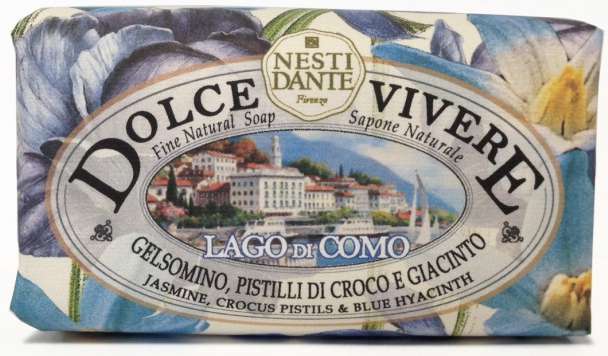 NESTI
DANTE
Firenze
DOLCE VIVERE
Fine Natural Soap Sapone Naturale
LAGO DI COMO
GELSOMINO, PISTILLI DI CROCO E GIACINTO
JASMINE, CROCUS PISTILS & BLUE HYACINTH